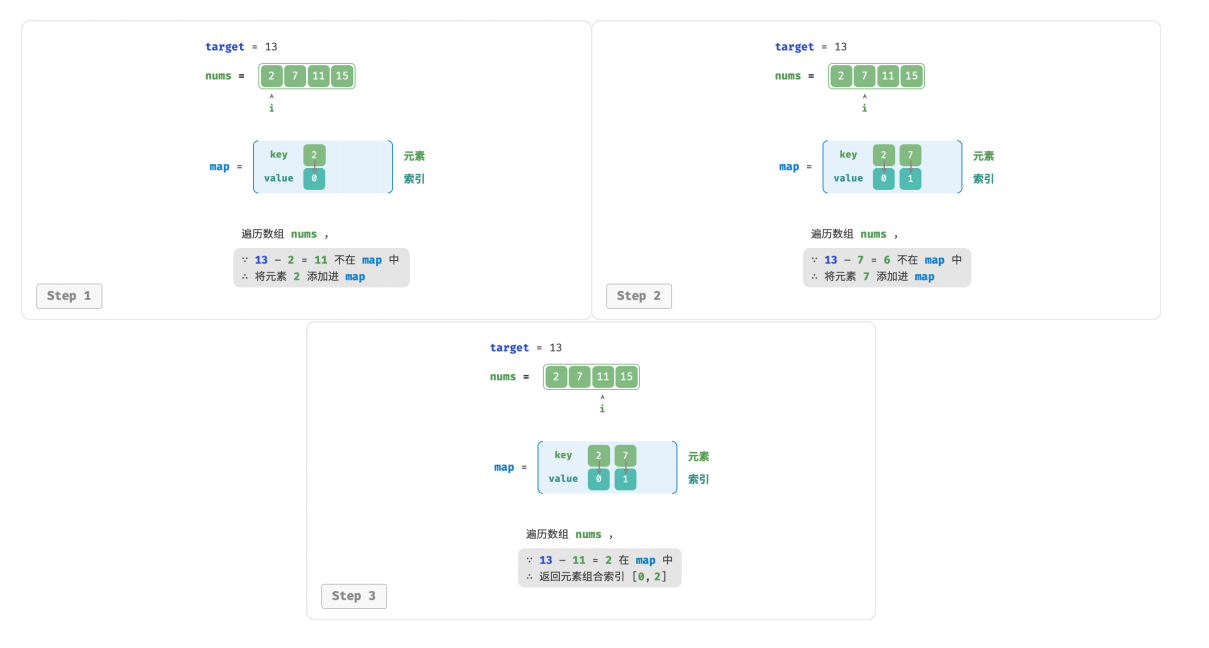 target = 13
nums = 2 7 11 15
i
key 2 元素
map =
value 0 索引
遍历数组 nums ，
∵ 13 − 2 = 11 不在 map 中
∴ 将元素 2 添加进 map
Step 1
target = 13
nums = 2 7 11 15
i
key 2 7 元素
map =
value 0 1 索引
遍历数组 nums ，
∵ 13 − 7 = 6 不在 map 中
∴ 将元素 7 添加进 map
Step 2
target = 13
nums = 2 7 11 15
i
key 2 7 元素
map =
value 0 1 索引
遍历数组 nums ，
∵ 13 − 11 = 2 在 map 中
∴ 返回元素组合索引 [0,2]
Step 3